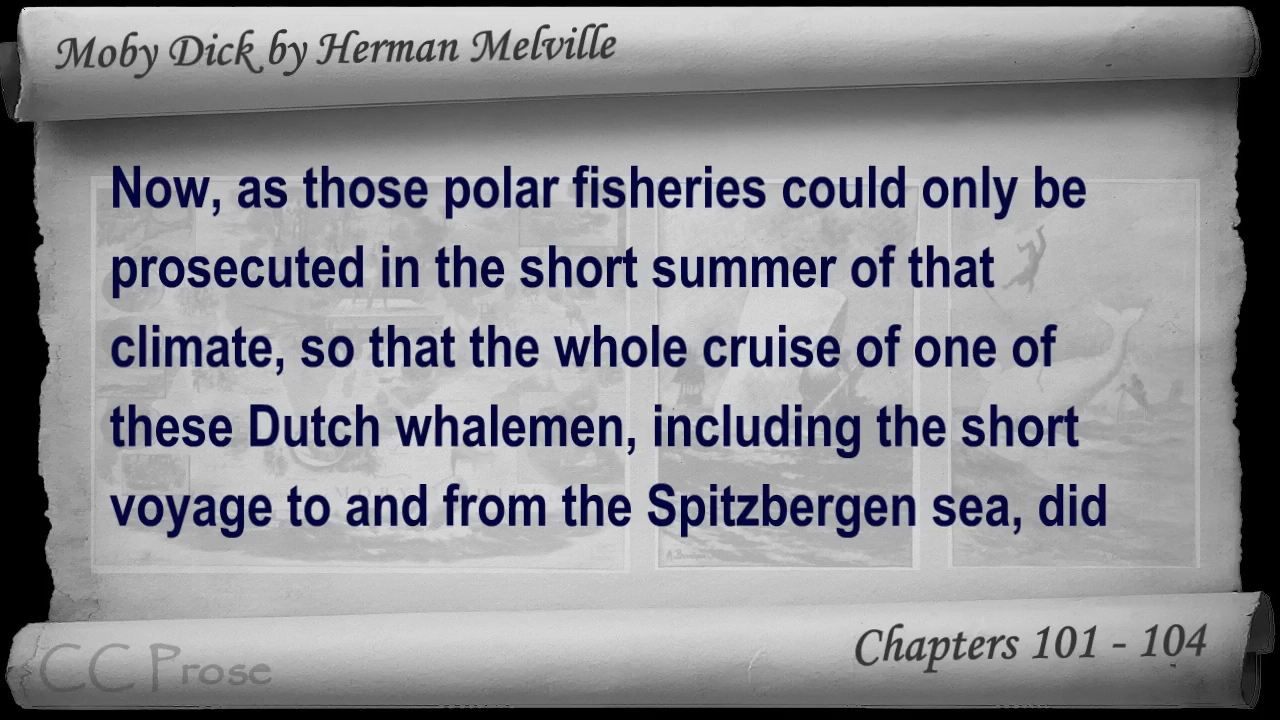 Moby Dick by Herman Melville
Now, as those polar fisheries could only be
prosecuted in the short summer of that
climate, so that the whole cruise of one of
these Dutch whalemen, including the short
voyage to and from the Spitzbergen sea, did
Chapters 101 - 104
CC Prose